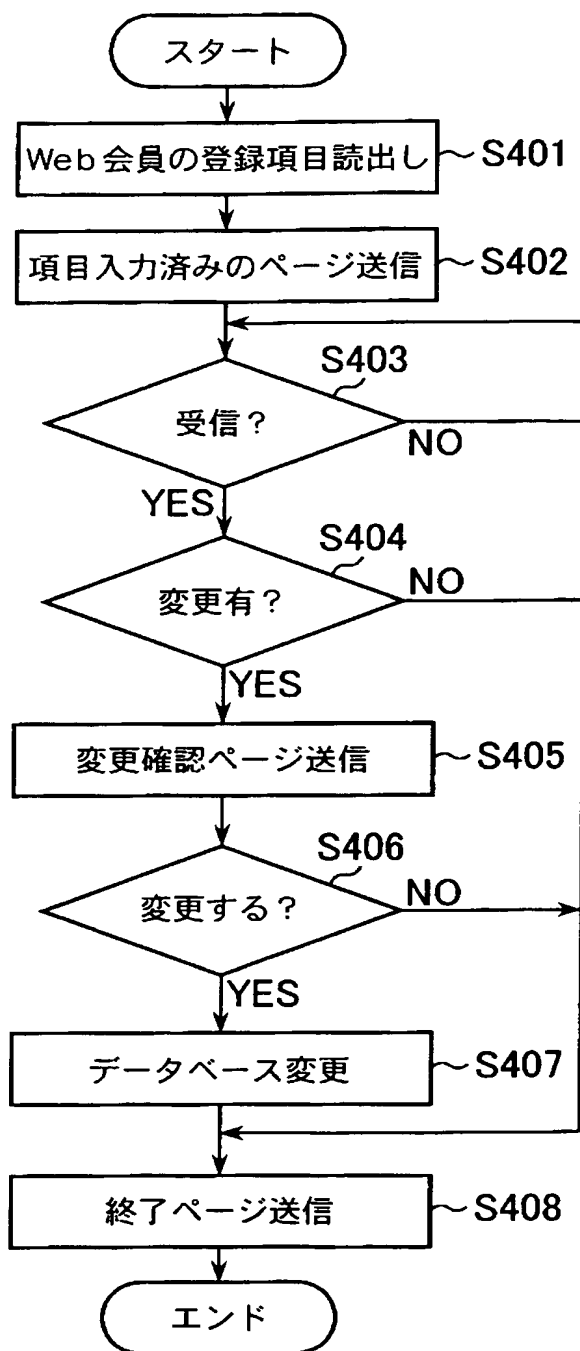 スタート
Web会員の登録項目読出し S401
項目入力済みのページ送信 S402
S403
受信？
NO
YES
S404
変更有？
NO
YES
変更確認ページ送信 S405
S406
変更する？
NO
YES
データベース変更 S407
終了ページ送信 S408
エンド